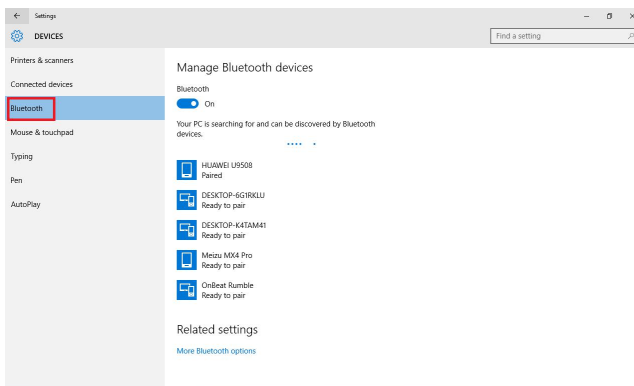 Settings
DEVICES
Find a setting
Printers & scanners
Connected devices
Bluetooth
Mouse & touchpad
Typing
Pen
AutoPlay
Manage Bluetooth devices
Bluetooth
On
Your PC is searching for and can be discovered by Bluetooth
devices.
HUAWEI U9508
Paired
DESKTOP-6G1RKLU
Ready to pair
DESKTOP-K4TAM41
Ready to pair
Meizu MX4 Pro
Ready to pair
OnBeat Rumble
Ready to pair
Related settings
More Bluetooth options